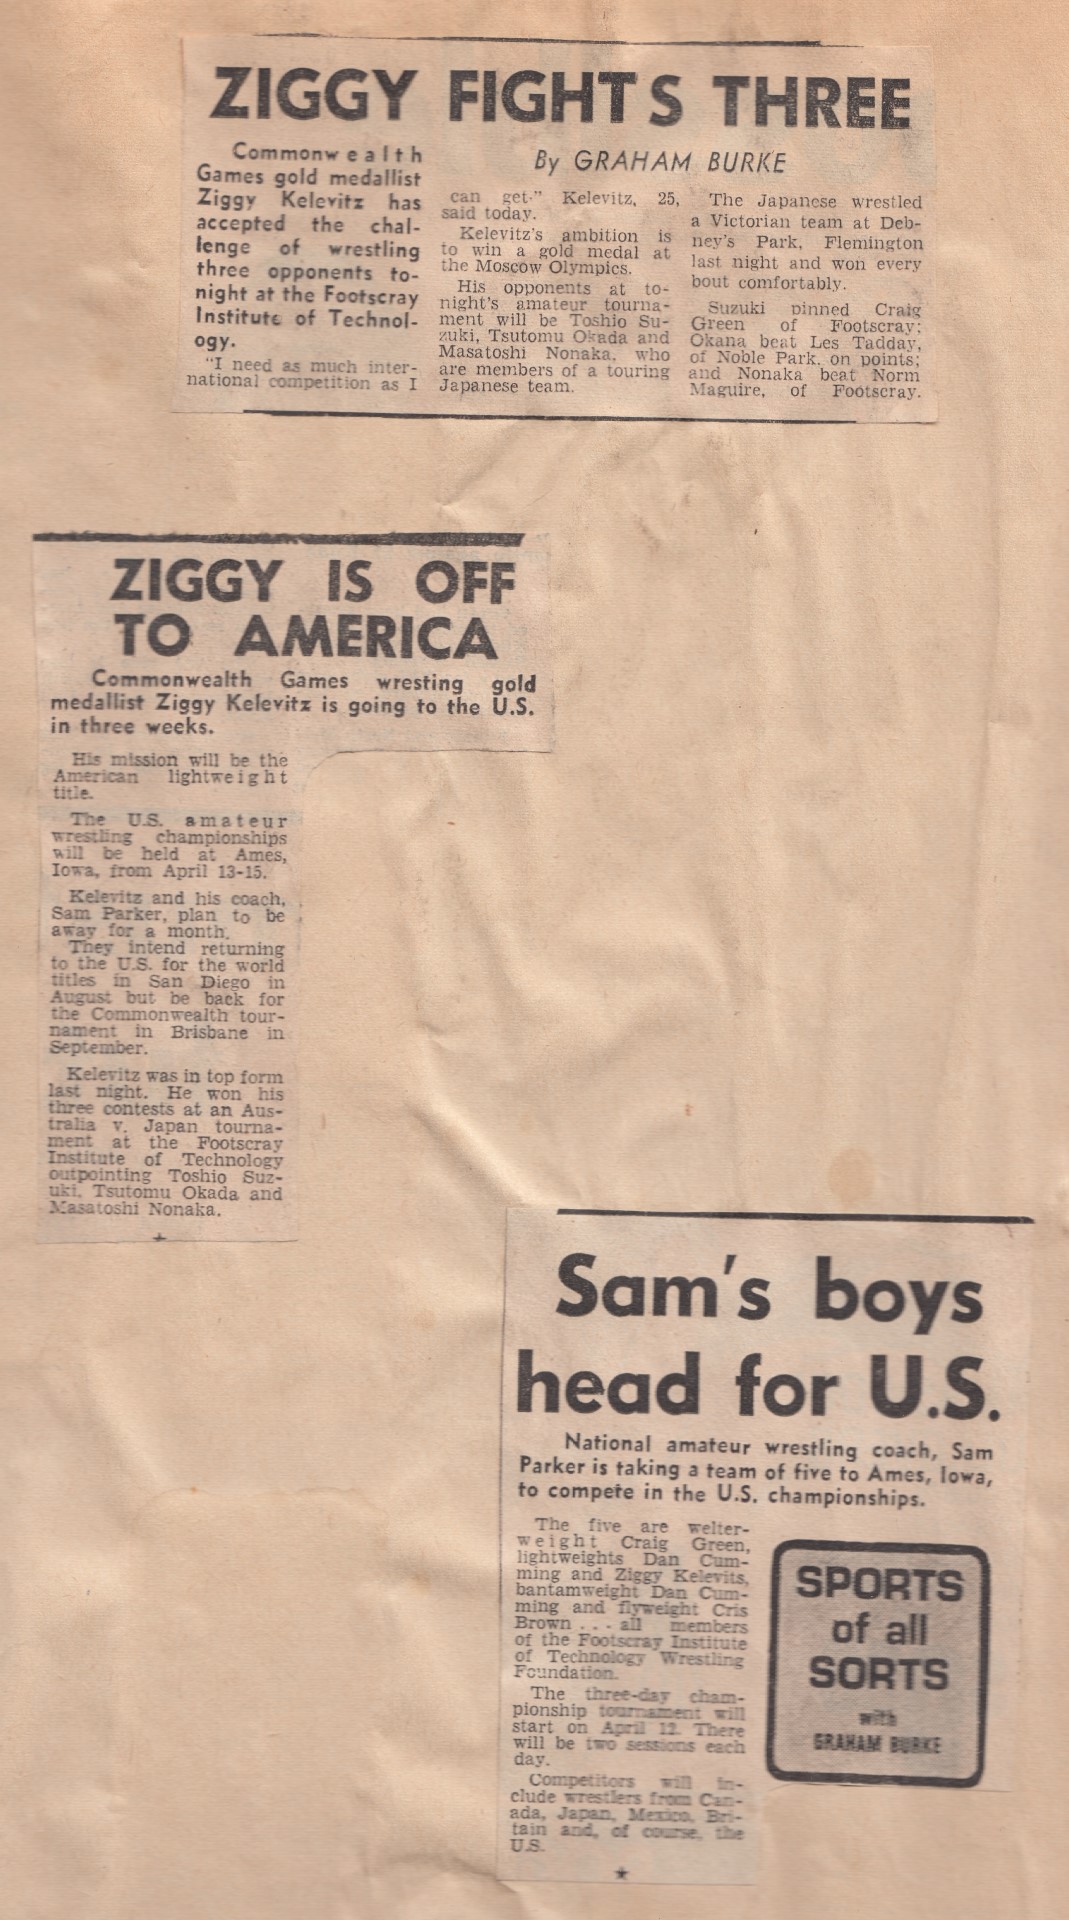 ZIGGY FIGHTS THREE
By GRAHAM BURKE
Commonwealth
Games gold medallist
Ziggy Kelevitz has
accepted the chal-
lenge of wrestling
three opponents to-
night at the Footscray
Institute of Technol-
ogy.
"I need as much inter-
national competition as I
can get." Kelevitz, 25,
said today.
Kelevitz's ambition is
to win a gold medal at
the Moscow Olympics.
His opponents at to-
night's amateur tourna-
ment will be Toshio Su-
zuki, Tsutomu Okada and
Masatoshi Nonaka, who
are members of a touring
Japanese team.
The Japanese wrestled
a Victorian team at Deb-
ney's Park, Flemington
last night and won every
bout comfortably.
Suzuki pinned Craig
Green of Footscray;
Okana beat Les Tadday,
of Noble Park, on points;
and Nonaka beat Norm
Maguire, of Footscray.
ZIGGY IS OFF
TO AMERICA
Commonwealth Games wresting gold
medallist Ziggy Kelevitz is going to the U.S.
in three weeks.
His mission will be the
American lightweight
title.
The U.S. amateur
wrestling championships
will be held at Ames,
Iowa, from April 13-15.
Kelevitz and his coach,
Sam Parker, plan to be
away for a month.
They intend returning
to the U.S. for the world
titles in San Diego in
August but be back for
the Commonwealth tour-
nament in Brisbane in
September.
Kelevitz was in top form
last night. He won his
three contests at an Aus-
tralia v. Japan tourna-
ment at the Footscray
Institute of Technology
outpointing Toshio Suz-
uki, Tsutomu Okada and
Masatoshi Nonaka.
Sam's boys
head for U.S.
National amateur wrestling coach, Sam
Parker is taking a team of five to Ames, Iowa,
to compete in the U.S. championships.
The five are welter-
weight Craig Green,
lightweights Dan Cum-
ming and Ziggy Kelevits,
bantamweight Dan Cum-
ming and flyweight Cris
Brown . . . all members
of the Footscray Institute
of Technology Wrestling
Foundation.
The three-day cham-
pionship tournament will
start on April 12. There
will be two sessions each
day.
Competitors will in-
clude wrestlers from Can-
ada, Japan, Mexico, Bri-
tain and, of course, the
U.S.
SPORTS
of all
SORTS
with
GRAHAM BURKE